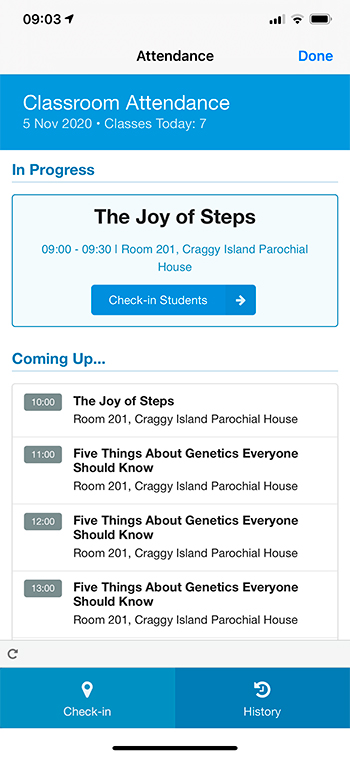 09:03
Attendance
Done
Classroom Attendance
5 Nov 2020 • Classes Today: 7
In Progress
The Joy of Steps
09:00 - 09:30 | Room 201, Craggy Island Parochial
House
Check-in Students
Coming Up...
10:00
The Joy of Steps
Room 201, Craggy Island Parochial House
11:00
Five Things About Genetics Everyone
Should Know
Room 201, Craggy Island Parochial House
12:00
Five Things About Genetics Everyone
Should Know
Room 201, Craggy Island Parochial House
13:00
Five Things About Genetics Everyone
Should Know
Room 201, Craggy Island Parochial House
Check-in
History